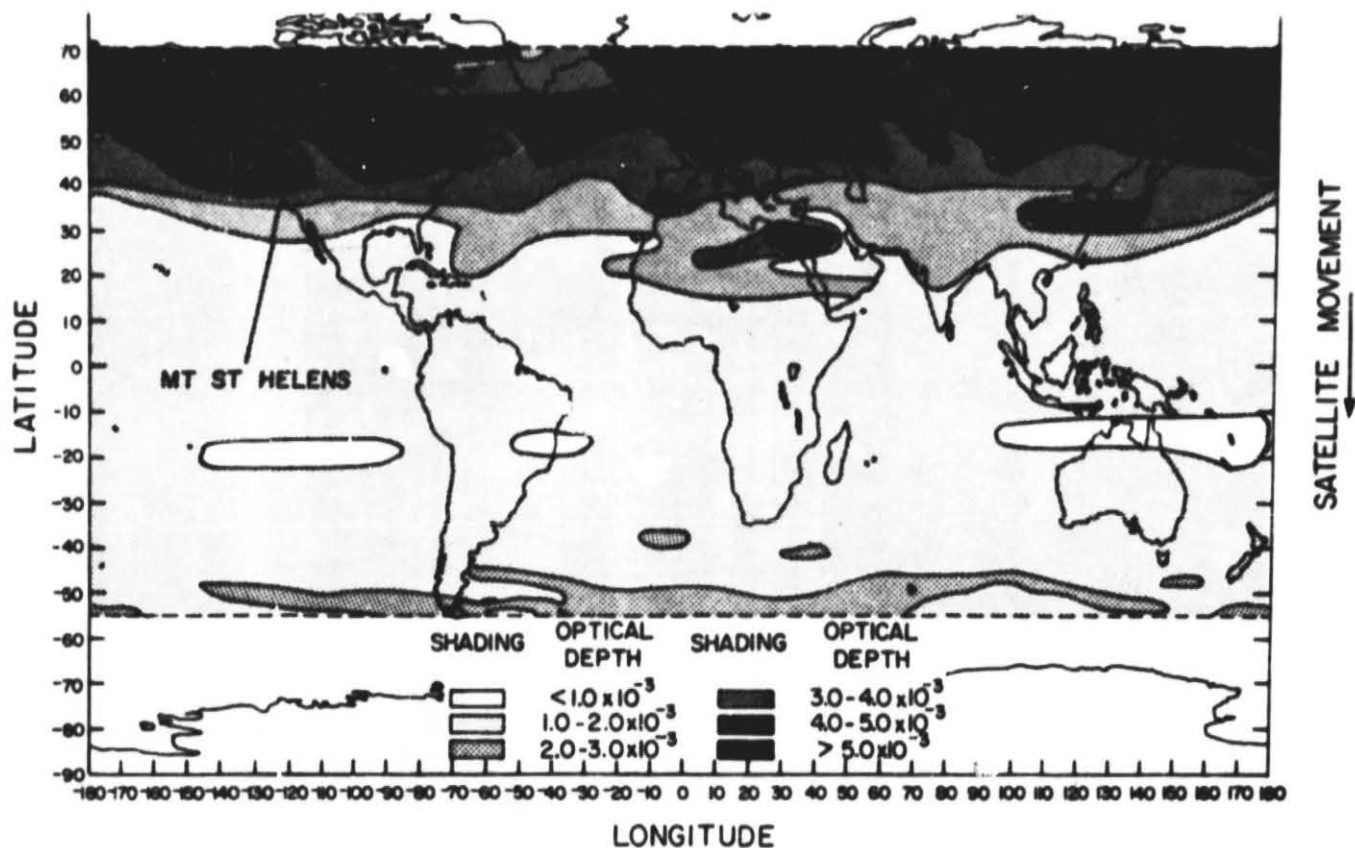 70
60
50
40
30
20
10
0
-10
-20
-30
-40
-50
-60
-70
-80
-90
LATITUDE
MT ST HELENS
SATELLITE MOVEMENT
SHADING OPTICAL DEPTH SHADING OPTICAL DEPTH
<1.0x10⁻³ 3.0-4.0x10⁻³
1.0-2.0x10⁻³ 4.0-5.0x10⁻³
2.0-3.0x10⁻³ >5.0x10⁻³
-180 -170 -160 -150 -140 -130 -120 -110 -100 -90 -80 -70 -60 -50 -40 -30 -20 -10 0 10 20 30 40 50 60 70 80 90 100 110 120 130 140 150 160 170 180
LONGITUDE